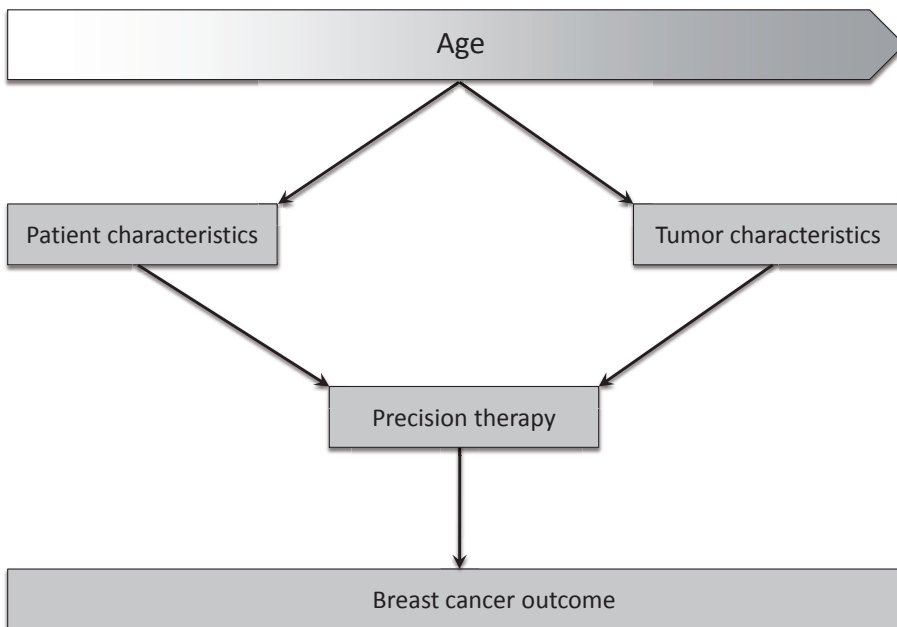 Age
Patient characteristics
Tumor characteristics
Precision therapy
Breast cancer outcome